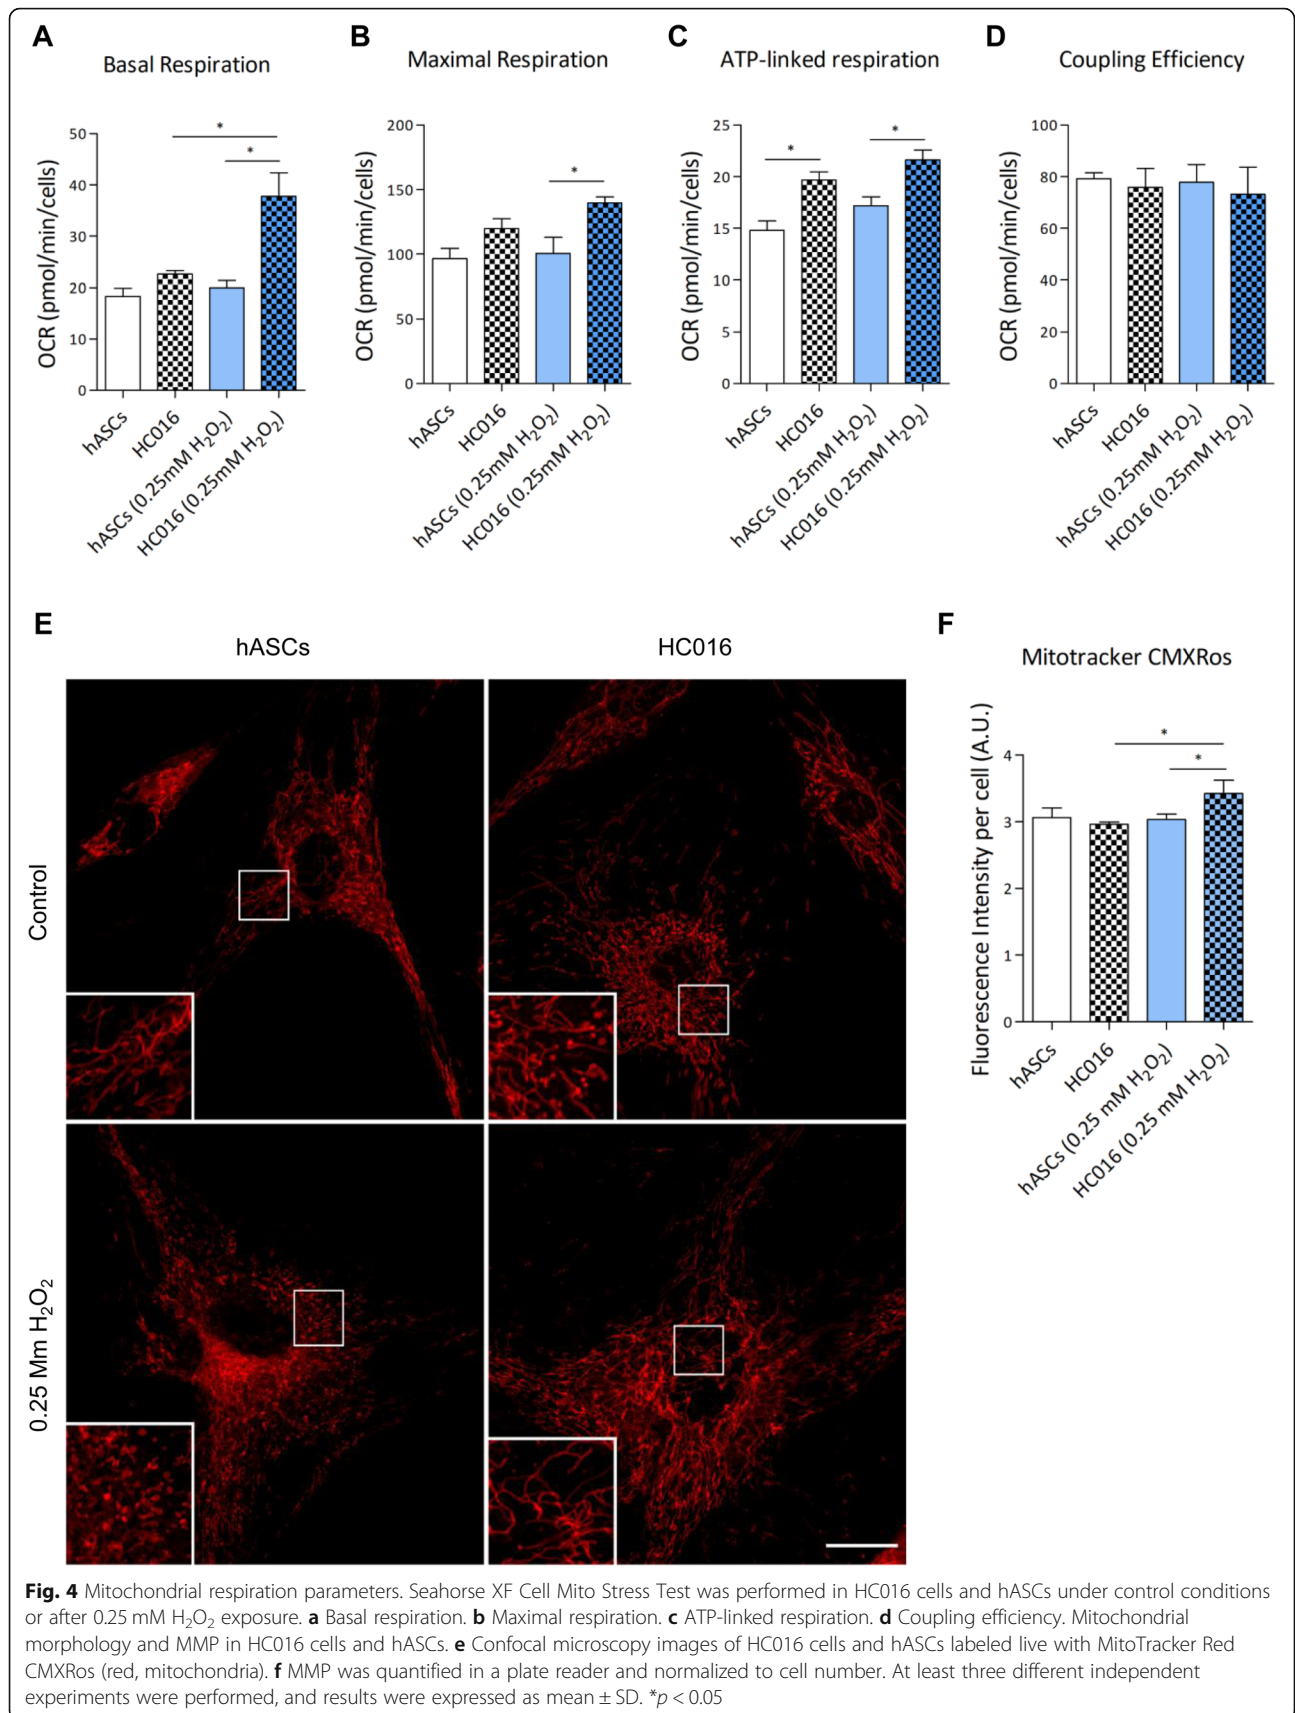 A
Basal Respiration
OCR (pmol/min/cells)
50
40
30
20
10
0
*
*
hASCs
HC016
hASCs (0.25mM H₂O₂)
HC016 (0.25mM H₂O₂)
B
Maximal Respiration
OCR (pmol/min/cells)
200
150
100
50
0
*
hASCs
HC016
hASCs (0.25mM H₂O₂)
HC016 (0.25mM H₂O₂)
C
ATP-linked respiration
OCR (pmol/min/cells)
25
20
15
10
5
0
*
*
hASCs
HC016
hASCs (0.25mM H₂O₂)
HC016 (0.25mM H₂O₂)
D
Coupling Efficiency
OCR (pmol/min/cells)
100
80
60
40
20
0
hASCs
HC016
hASCs (0.25mM H₂O₂)
HC016 (0.25mM H₂O₂)
E
hASCs
HC016
Control
0.25 Mm H₂O₂
F
Mitotracker CMXRos
Fluorescence Intensity per cell (A.U.)
4
3
2
1
0
*
*
hASCs
HC016
hASCs (0.25 mM H₂O₂)
HC016 (0.25 mM H₂O₂)
Fig. 4 Mitochondrial respiration parameters. Seahorse XF Cell Mito Stress Test was performed in HC016 cells and hASCs under control conditions
or after 0.25 mM H₂O₂ exposure. a Basal respiration. b Maximal respiration. c ATP-linked respiration. d Coupling efficiency. Mitochondrial
morphology and MMP in HC016 cells and hASCs. e Confocal microscopy images of HC016 cells and hASCs labeled live with MitoTracker Red
CMXRos (red, mitochondria). f MMP was quantified in a plate reader and normalized to cell number. At least three different independent
experiments were performed, and results were expressed as mean ± SD. *p < 0.05